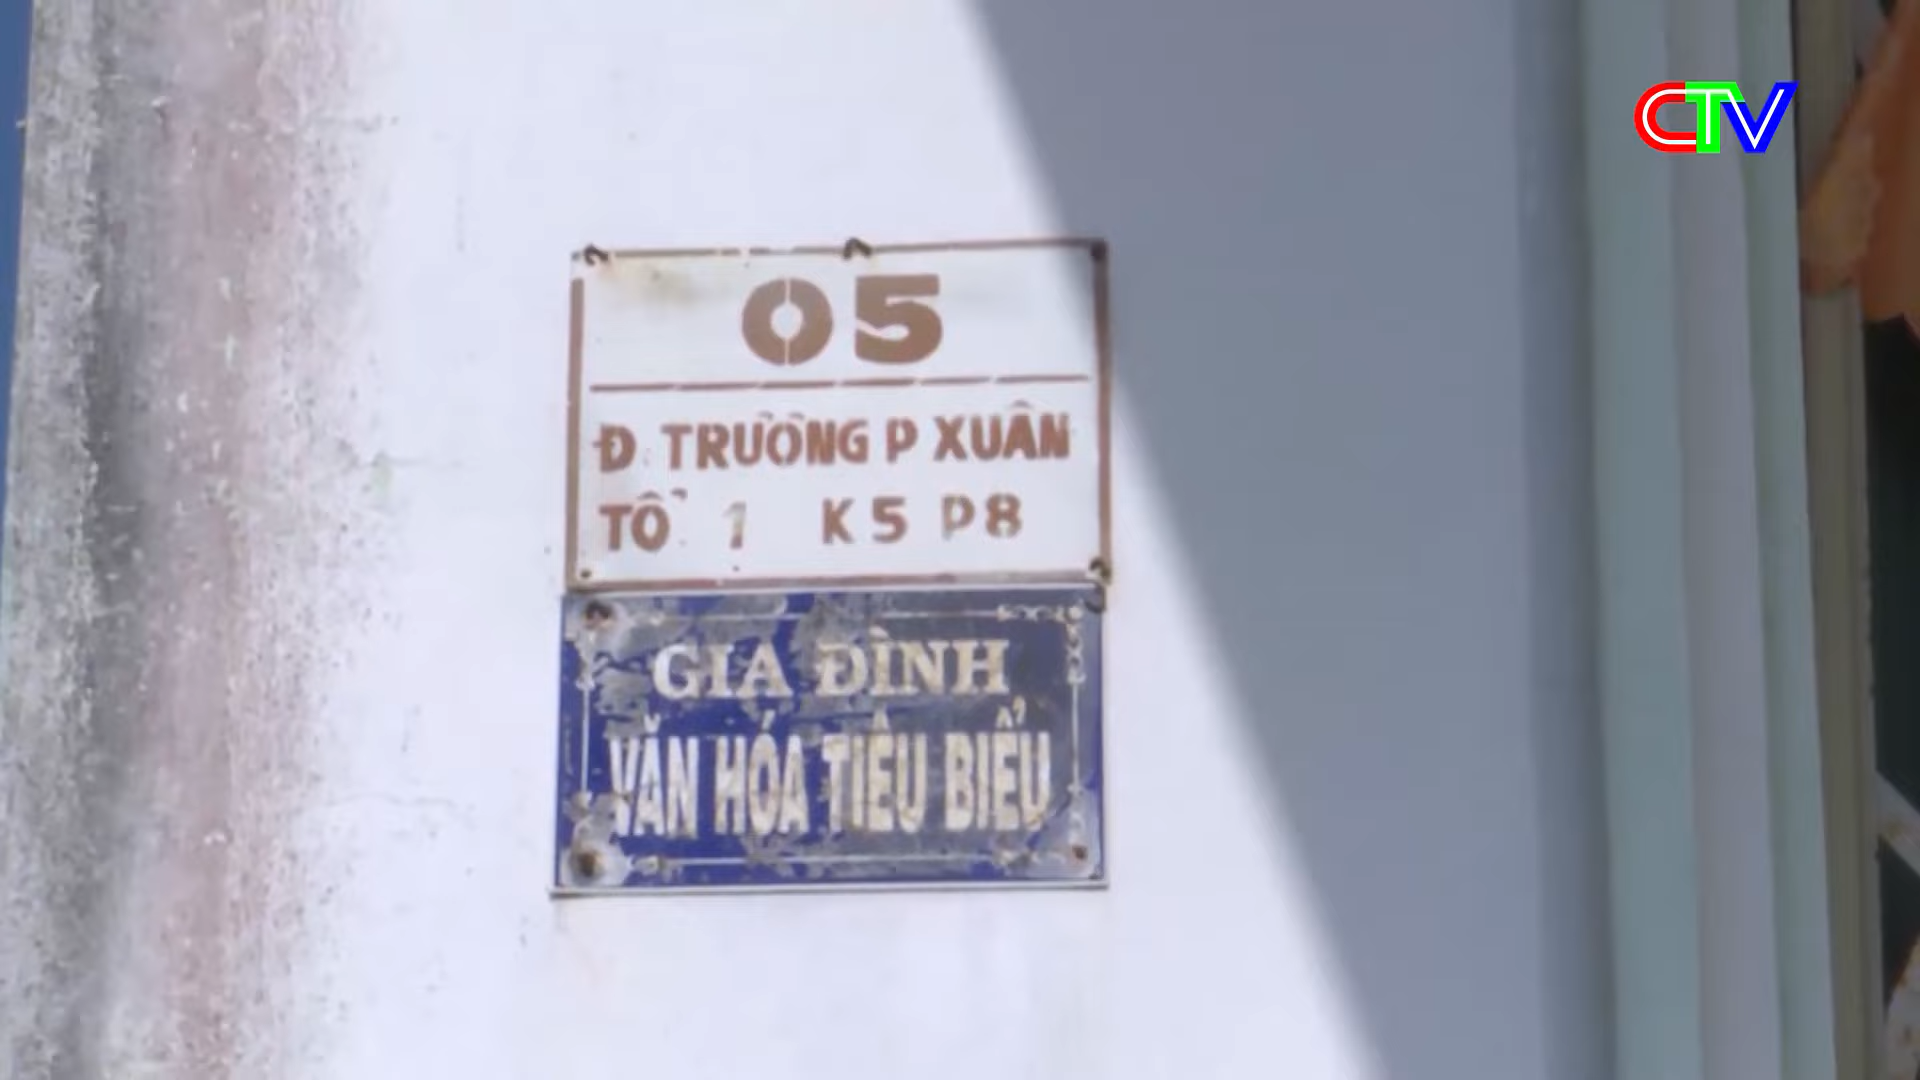 CTV
05
Đ TRƯỜNG P XUÂN
TỔ 1 K5 P8
GIA ĐÌNH
VĂN HÓA TIÊU BIỂU